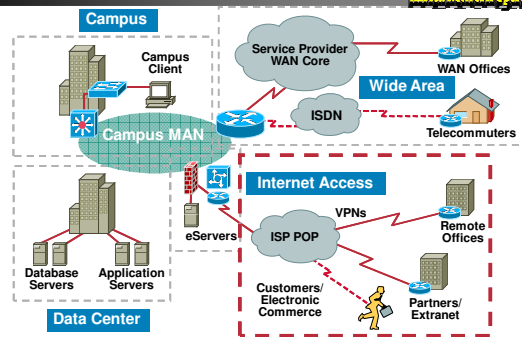 Campus
Campus
Client
Service Provider
WAN Core
WAN Offices
Wide Area
ISDN
Campus MAN
Telecommuters
Internet Access
VPNs
eServers
ISP POP
Remote
Offices
Database
Servers
Application
Servers
Customers/
Electronic
Commerce
Partners/
Extranet
Data Center